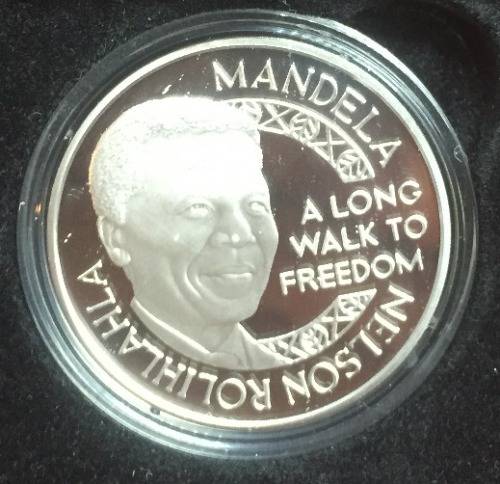 MANDELA
A LONG
WALK TO
FREEDOM
NELSON ROLIHLAHLA